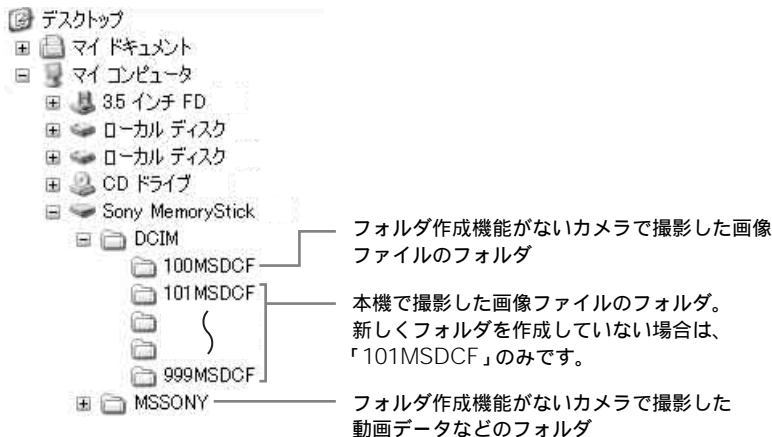 デスクトップ
マイ ドキュメント
マイ コンピュータ
3.5 インチ FD
ローカル ディスク
ローカル ディスク
CD ドライブ
Sony MemoryStick
DCIM
100MSDCF
101MSDCF
999MSDCF
MSSONY
フォルダ作成機能がないカメラで撮影した画像
ファイルのフォルダ
本機で撮影した画像ファイルのフォルダ。
新しくフォルダを作成していない場合は、
「101MSDCF」のみです。
フォルダ作成機能がないカメラで撮影した
動画データなどのフォルダ